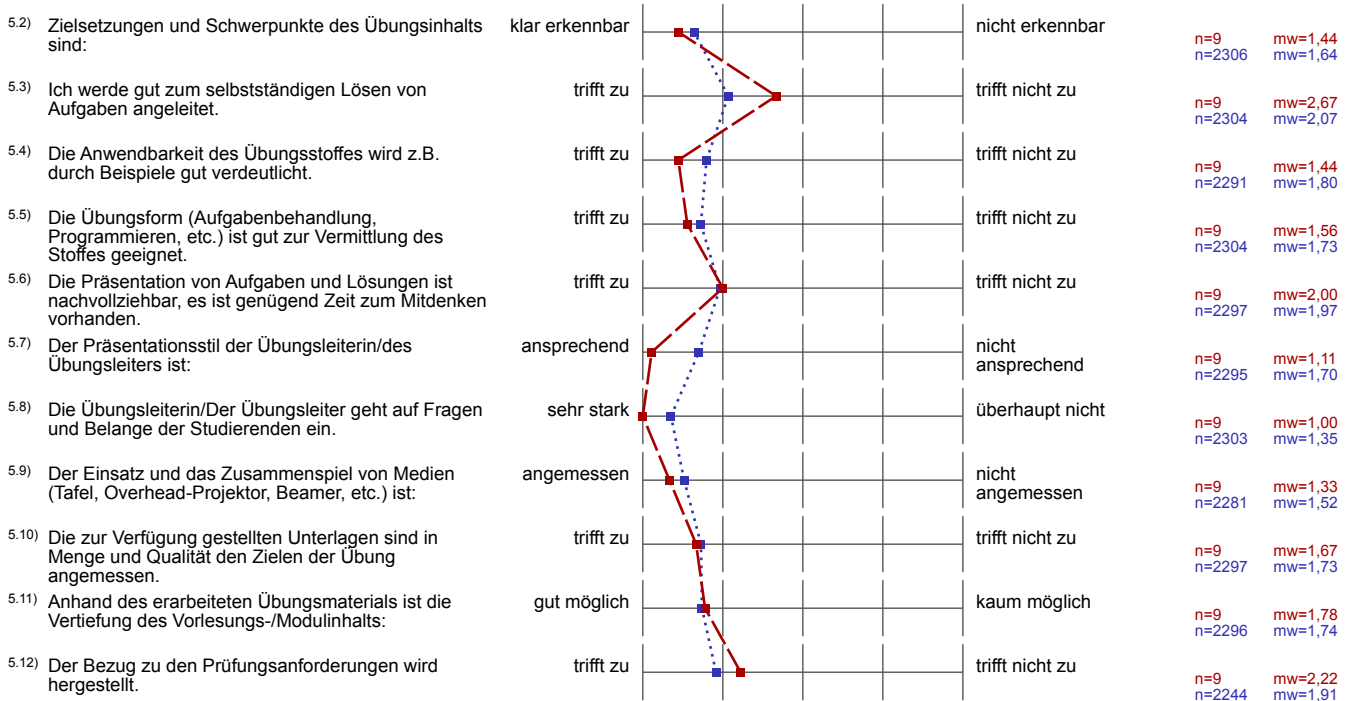 5.2) Zielsetzungen und Schwerpunkte des Übungsinhalts sind:
klar erkennbar
nicht erkennbar
n=9 mw=1,44
n=2306 mw=1,64
5.3) Ich werde gut zum selbstständigen Lösen von
Aufgaben angeleitet.
trifft zu
trifft nicht zu
n=9 mw=2,67
n=2304 mw=2,07
5.4) Die Anwendbarkeit des Übungsstoffes wird z.B.
durch Beispiele gut verdeutlicht.
trifft zu
trifft nicht zu
n=9 mw=1,44
n=2291 mw=1,80
5.5) Die Übungsform (Aufgabenbehandlung,
Programmieren, etc.) ist gut zur Vermittlung des
Stoffes geeignet.
trifft zu
trifft nicht zu
n=9 mw=1,56
n=2304 mw=1,73
5.6) Die Präsentation von Aufgaben und Lösungen ist
nachvollziehbar, es ist genügend Zeit zum Mitdenken
vorhanden.
trifft zu
trifft nicht zu
n=9 mw=2,00
n=2297 mw=1,97
5.7) Der Präsentationsstil der Übungsleiterin/des
Übungsleiters ist:
ansprechend
nicht
ansprechend
n=9 mw=1,11
n=2295 mw=1,70
5.8) Die Übungsleiterin/Der Übungsleiter geht auf Fragen
und Belange der Studierenden ein.
sehr stark
überhaupt nicht
n=9 mw=1,00
n=2303 mw=1,35
5.9) Der Einsatz und das Zusammenspiel von Medien
(Tafel, Overhead-Projektor, Beamer, etc.) ist:
angemessen
nicht
angemessen
n=9 mw=1,33
n=2281 mw=1,52
5.10) Die zur Verfügung gestellten Unterlagen sind in
Menge und Qualität den Zielen der Übung
angemessen.
trifft zu
trifft nicht zu
n=9 mw=1,67
n=2297 mw=1,73
5.11) Anhand des erarbeiteten Übungsmaterials ist die
Vertiefung des Vorlesungs-/Modulinhalts:
gut möglich
kaum möglich
n=9 mw=1,78
n=2296 mw=1,74
5.12) Der Bezug zu den Prüfungsanforderungen wird
hergestellt.
trifft zu
trifft nicht zu
n=9 mw=2,22
n=2244 mw=1,91